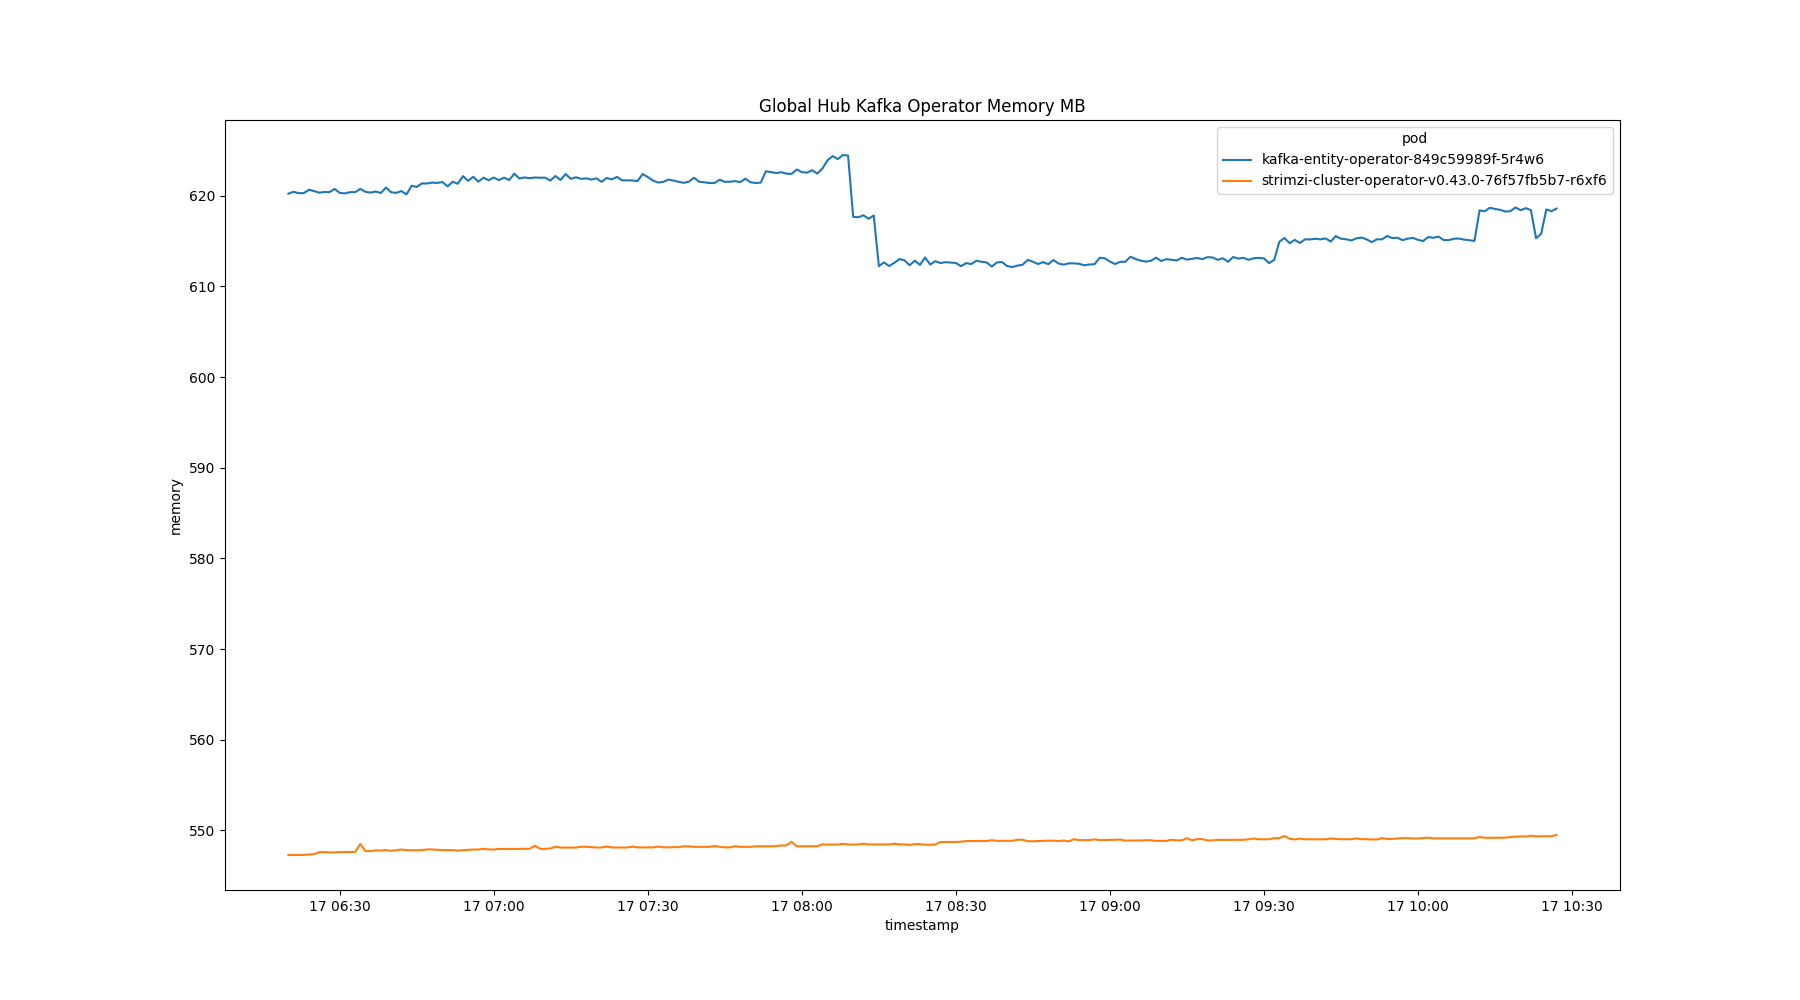 Global Hub Kafka Operator Memory MB
pod
kafka-entity-operator-849c59989f-5r4w6
strimzi-cluster-operator-v0.43.0-76f57fb5b7-r6xf6
memory
620
610
600
590
580
570
560
550
17 06:30
17 07:00
17 07:30
17 08:00
17 08:30
17 09:00
17 09:30
17 10:00
17 10:30
timestamp